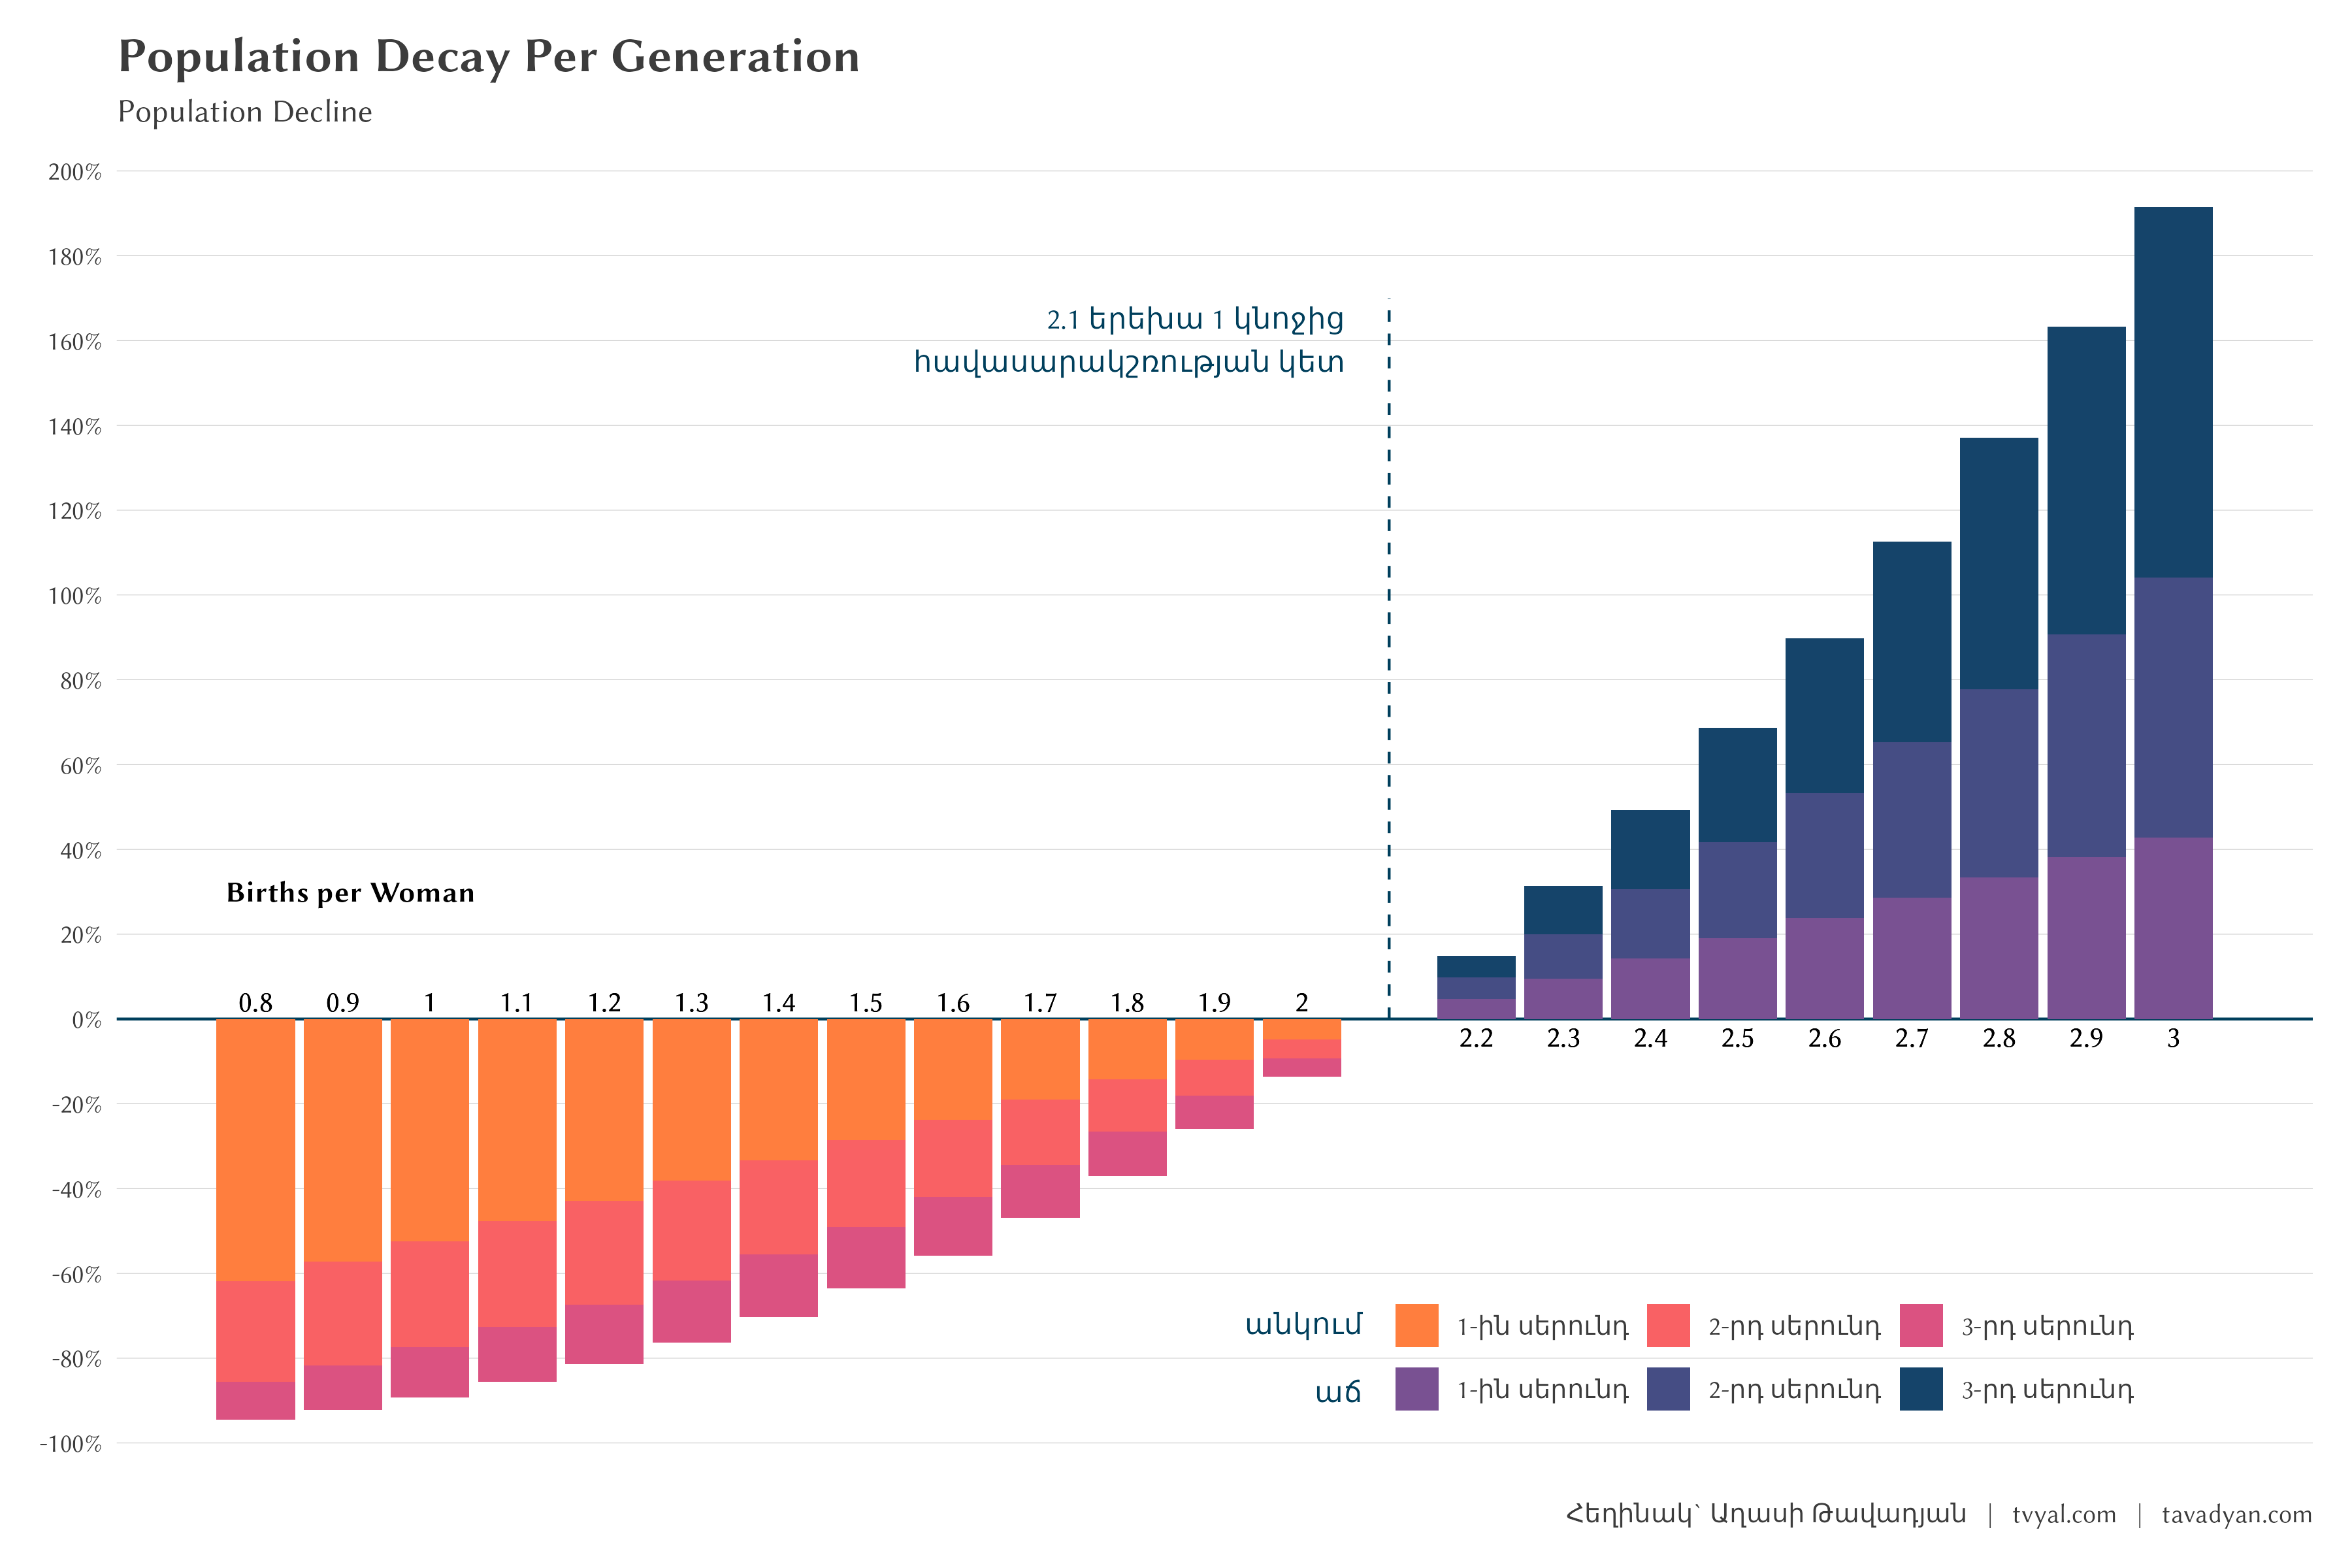 Population Decay Per Generation
Population Decline
200%
180%
160%
140%
120%
100%
80%
60%
40%
20%
0%
-20%
-40%
-60%
-80%
-100%
2.1 երեխա 1 կնոջից
հավասարակշռության կետ
Births per Woman
0.8 0.9 1 1.1 1.2 1.3 1.4 1.5 1.6 1.7 1.8 1.9 2
2.2 2.3 2.4 2.5 2.6 2.7 2.8 2.9 3
անկում 1-ին սերունդ 2-րդ սերունդ 3-րդ սերունդ
աճ 1-ին սերունդ 2-րդ սերունդ 3-րդ սերունդ
Հեղինակ՝ Աղասի Թավադյան | tvyal.com | tavadyan.com